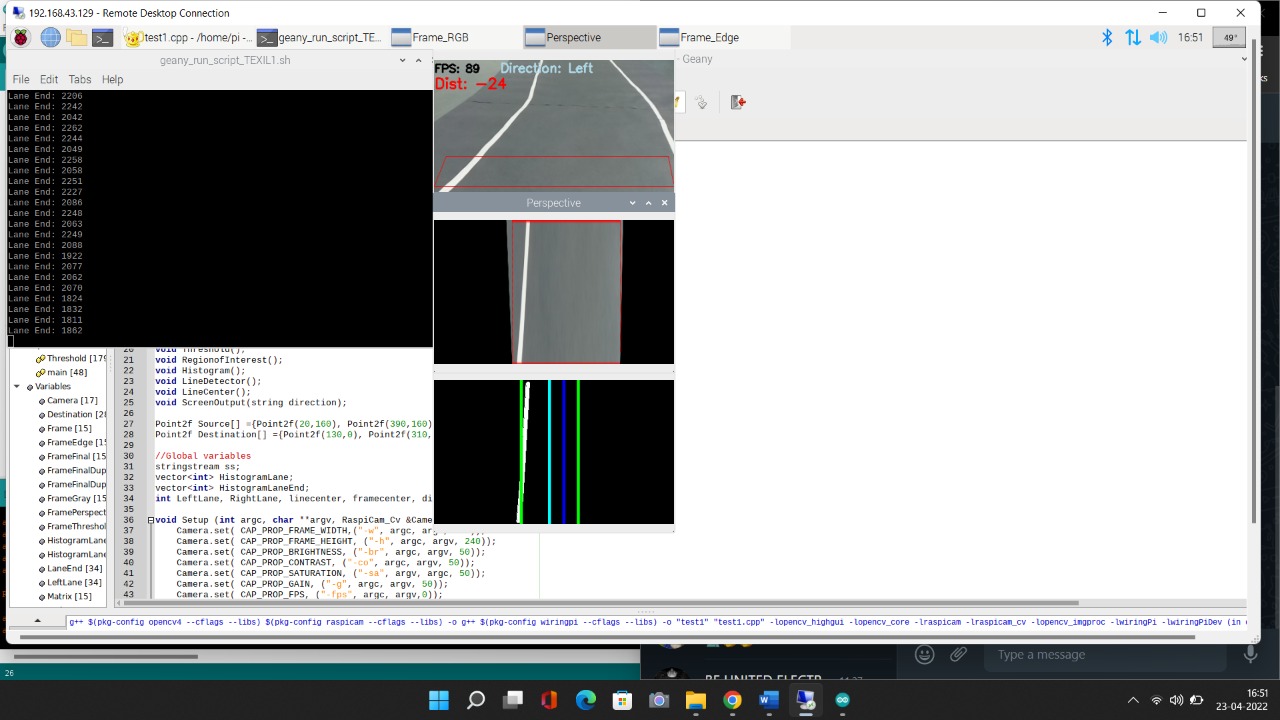 192.168.43.129 - Remote Desktop Connection
test1.cpp - /home/pi -...
geany_run_script_TE...
Frame_RGB
Perspective
Frame_Edge
16:51
49°
geany_run_script_TEXIL1.sh
- Geany
File Edit Tabs Help
FPS: 89 Direction: Left
Dist: -24
Lane End: 2206
Lane End: 2242
Lane End: 2042
Lane End: 2262
Lane End: 2244
Lane End: 2049
Lane End: 2258
Lane End: 2058
Lane End: 2251
Lane End: 2227
Lane End: 2086
Lane End: 2248
Lane End: 2063
Lane End: 2249
Lane End: 2088
Lane End: 1922
Lane End: 2077
Lane End: 2062
Lane End: 2070
Lane End: 1824
Lane End: 1832
Lane End: 1811
Lane End: 1862
Perspective
Threshold [179
main [48]
Variables
Camera [17]
Destination [28
Frame [15]
FrameEdge [15
FrameFinal [15
FrameFinalDup
FrameFinalDup
FrameGray [15
FramePerspect
FrameThreshol
HistogramLane
HistogramLane
LaneEnd [34]
LeftLane [34]
Matrix [15]
20 void Threshold();
21 void RegionofInterest();
22 void Histogram();
23 void LineDetector();
24 void LineCenter();
25 void ScreenOutput(string direction);
26
27 Point2f Source[] ={Point2f(20,160), Point2f(390,160)
28 Point2f Destination[] ={Point2f(130,0), Point2f(310,
29
30 //Global variables
31 stringstream ss;
32 vector<int> HistogramLane;
33 vector<int> HistogramLaneEnd;
34 int LeftLane, RightLane, linecenter, framecenter, di
35
36 void Setup (int argc, char **argv, RaspiCam_Cv &Came
37 Camera.set( CAP_PROP_FRAME_WIDTH,("-w", argc, ar
38 Camera.set( CAP_PROP_FRAME_HEIGHT, ("-h", argc, argv, 240));
39 Camera.set( CAP_PROP_BRIGHTNESS, ("-br", argc, argv, 50));
40 Camera.set( CAP_PROP_CONTRAST, ("-co", argc, argv, 50));
41 Camera.set( CAP_PROP_SATURATION, ("-sa", argv, argc, 50));
42 Camera.set( CAP_PROP_GAIN, ("-g", argc, argv, 50));
43 Camera.set( CAP_PROP_FPS, ("-fps", argc, argv,0));
g++ $(pkg-config opencv4 --cflags --libs) $(pkg-config raspicam --cflags --libs) -o g++ $(pkg-config wiringpi --cflags --libs) -o "test1" "test1.cpp" -lopencv_highgui -lopencv_core -lraspicam -lraspicam_cv -lopencv_imgproc -lwiringPi -lwiringPiDev (in
Type a message
26
16:51
23-04-2022